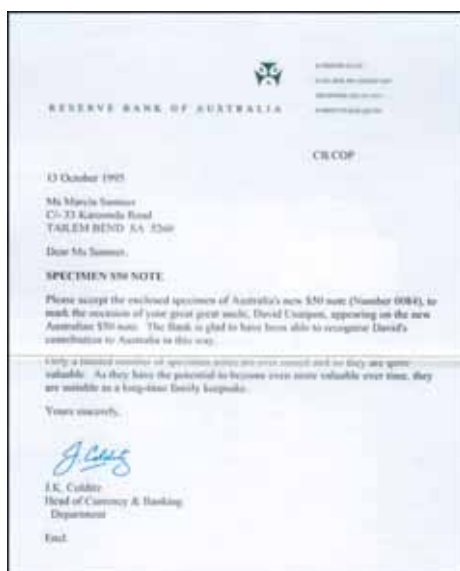 RESERVE BANK OF AUSTRALIA
CB.COP
13 October 1995
Ms Marcia
C/- 33 Karoonda Road
TAILEM BEND SA 5260
Dear Ms
SPECIMEN $50 NOTE
Please accept the enclosed specimen of Australia's new $50 note (Number 0084), to
mark the occasion of your great great uncle, David Unaipon, appearing on the new
Australian $50 note. The Bank is glad to have been able to recognise David's
contribution to Australia in this way.
Only a limited number of specimen notes are ever issued and so they are quite
valuable. As they have the potential to become even more valuable over time, they
are suitable as a long-time family keepsake.
Yours sincerely,
J.K.
Head of Currency & Banking
Department
Encl.